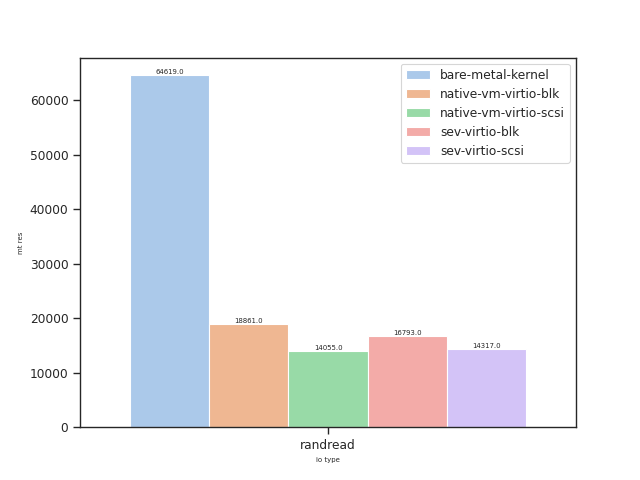 64619.0
bare-metal-kernel
native-vm-virtio-blk
native-vm-virtio-scsi
sev-virtio-blk
sev-virtio-scsi
60000
50000
40000
30000
20000
10000
0
mt res
18861.0
14055.0
16793.0
14317.0
randread
io type